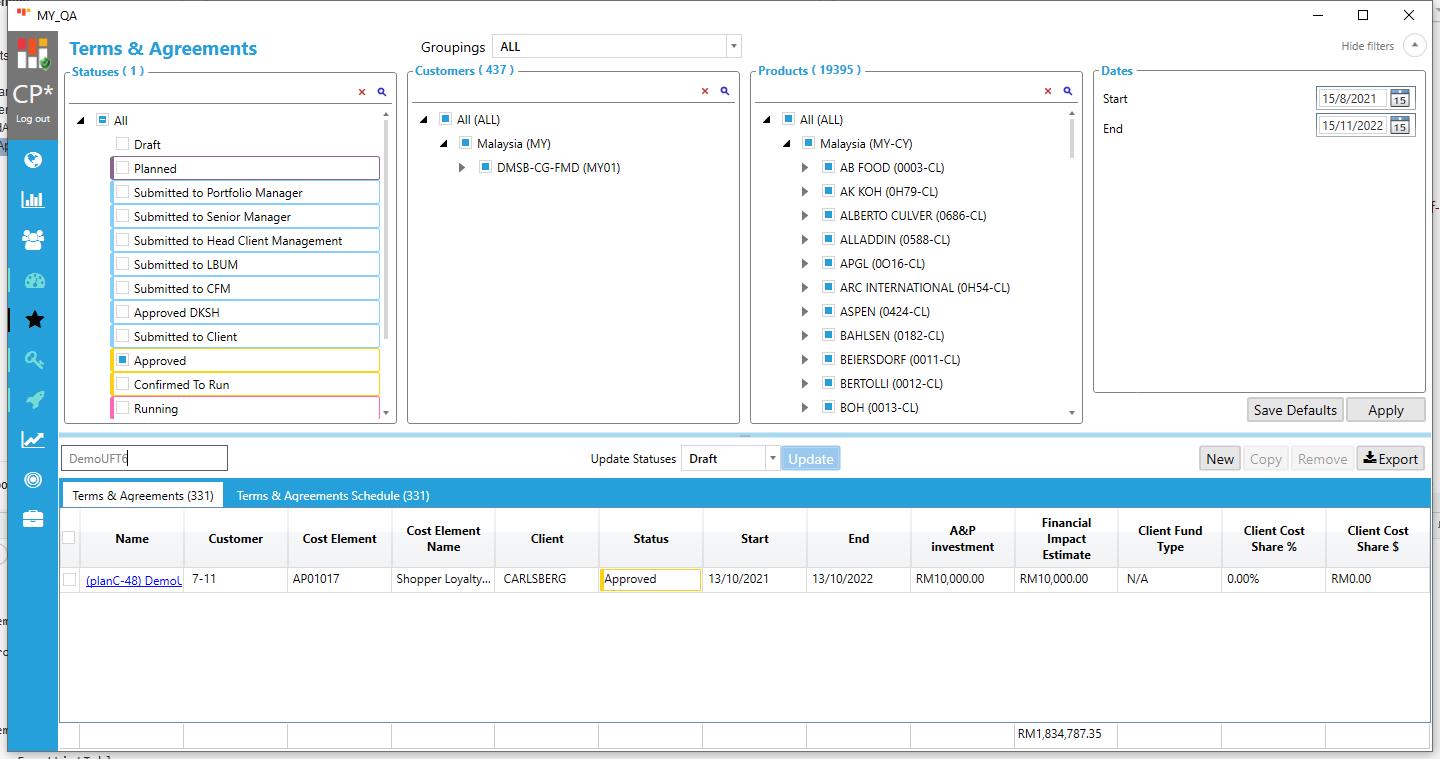 MY_QA
CP*
Log out
Terms & Agreements
Groupings ALL
Hide filters
Statuses ( 1 )
All
Draft
Planned
Submitted to Portfolio Manager
Submitted to Senior Manager
Submitted to Head Client Management
Submitted to LBUM
Submitted to CFM
Approved DKSH
Submitted to Client
Approved
Confirmed To Run
Running
Customers ( 437 )
All (ALL)
Malaysia (MY)
DMSB-CG-FMD (MY01)
Products ( 19395 )
All (ALL)
Malaysia (MY-CY)
AB FOOD (0003-CL)
AK KOH (0H79-CL)
ALBERTO CULVER (0686-CL)
ALLADDIN (0588-CL)
APGL (0O16-CL)
ARC INTERNATIONAL (0H54-CL)
ASPEN (0424-CL)
BAHLSEN (0182-CL)
BEIERSDORF (0011-CL)
BERTOLLI (0012-CL)
BOH (0013-CL)
Dates
Start 15/8/2021 15
End 15/11/2022 15
Save Defaults Apply
DemoUFT6
Update Statuses Draft Update
New Copy Remove Export
Terms & Agreements (331) Terms & Agreements Schedule (331)
Name Customer Cost Element Cost Element Name Client Status Start End A&P investment Financial Impact Estimate Client Fund Type Client Cost Share % Client Cost Share $
(planC-48) DemoU 7-11 AP01017 Shopper Loyalty... CARLSBERG Approved 13/10/2021 13/10/2022 RM10,000.00 RM10,000.00 N/A 0.00% RM0.00
RM1,834,787.35